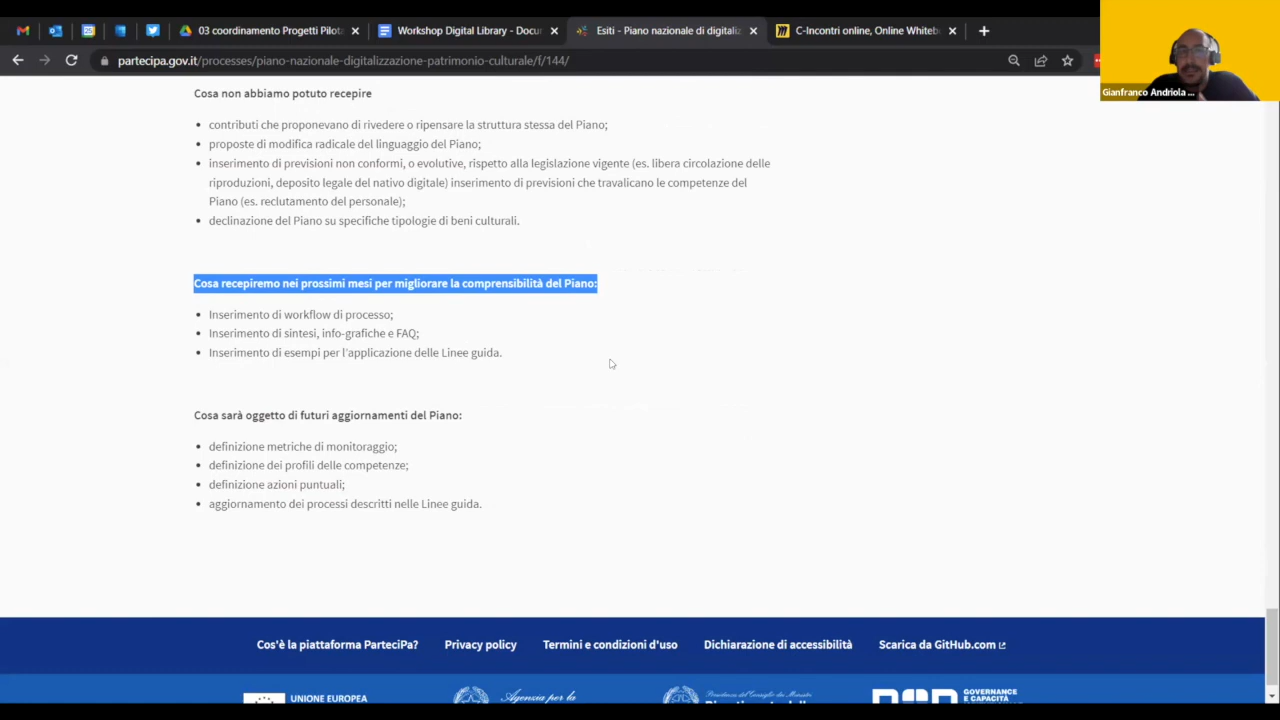 03 coordinamento Progetti Pilota
Workshop Digital Library - Docu
Esiti - Piano nazionale di digitaliz
C-Incontri online, Online Whitebo
partecipa.gov.it/processes/piano-nazionale-digitalizzazione-patrimonio-culturale/f/144/
Gianfranco Andriola ...
Cosa non abbiamo potuto recepire
• contributi che proponevano di rivedere o ripensare la struttura stessa del Piano;
• proposte di modifica radicale del linguaggio del Piano;
• inserimento di previsioni non conformi, o evolutive, rispetto alla legislazione vigente (es. libera circolazione delle
riproduzioni, deposito legale del nativo digitale) inserimento di previsioni che travalicano le competenze del
Piano (es. reclutamento del personale);
• declinazione del Piano su specifiche tipologie di beni culturali.
Cosa recepiremo nei prossimi mesi per migliorare la comprensibilità del Piano:
• Inserimento di workflow di processo;
• Inserimento di sintesi, info-grafiche e FAQ;
• Inserimento di esempi per l'applicazione delle Linee guida.
Cosa sarà oggetto di futuri aggiornamenti del Piano:
• definizione metriche di monitoraggio;
• definizione dei profili delle competenze;
• definizione azioni puntuali;
• aggiornamento dei processi descritti nelle Linee guida.
Cos'è la piattaforma ParteciPa?
Privacy policy
Termini e condizioni d'uso
Dichiarazione di accessibilità
Scarica da GitHub.com
UNIONE EUROPEA
Agenzia per la
Presidenza del Consiglio dei Ministri
GOVERNANCE
E CAPACITÀ